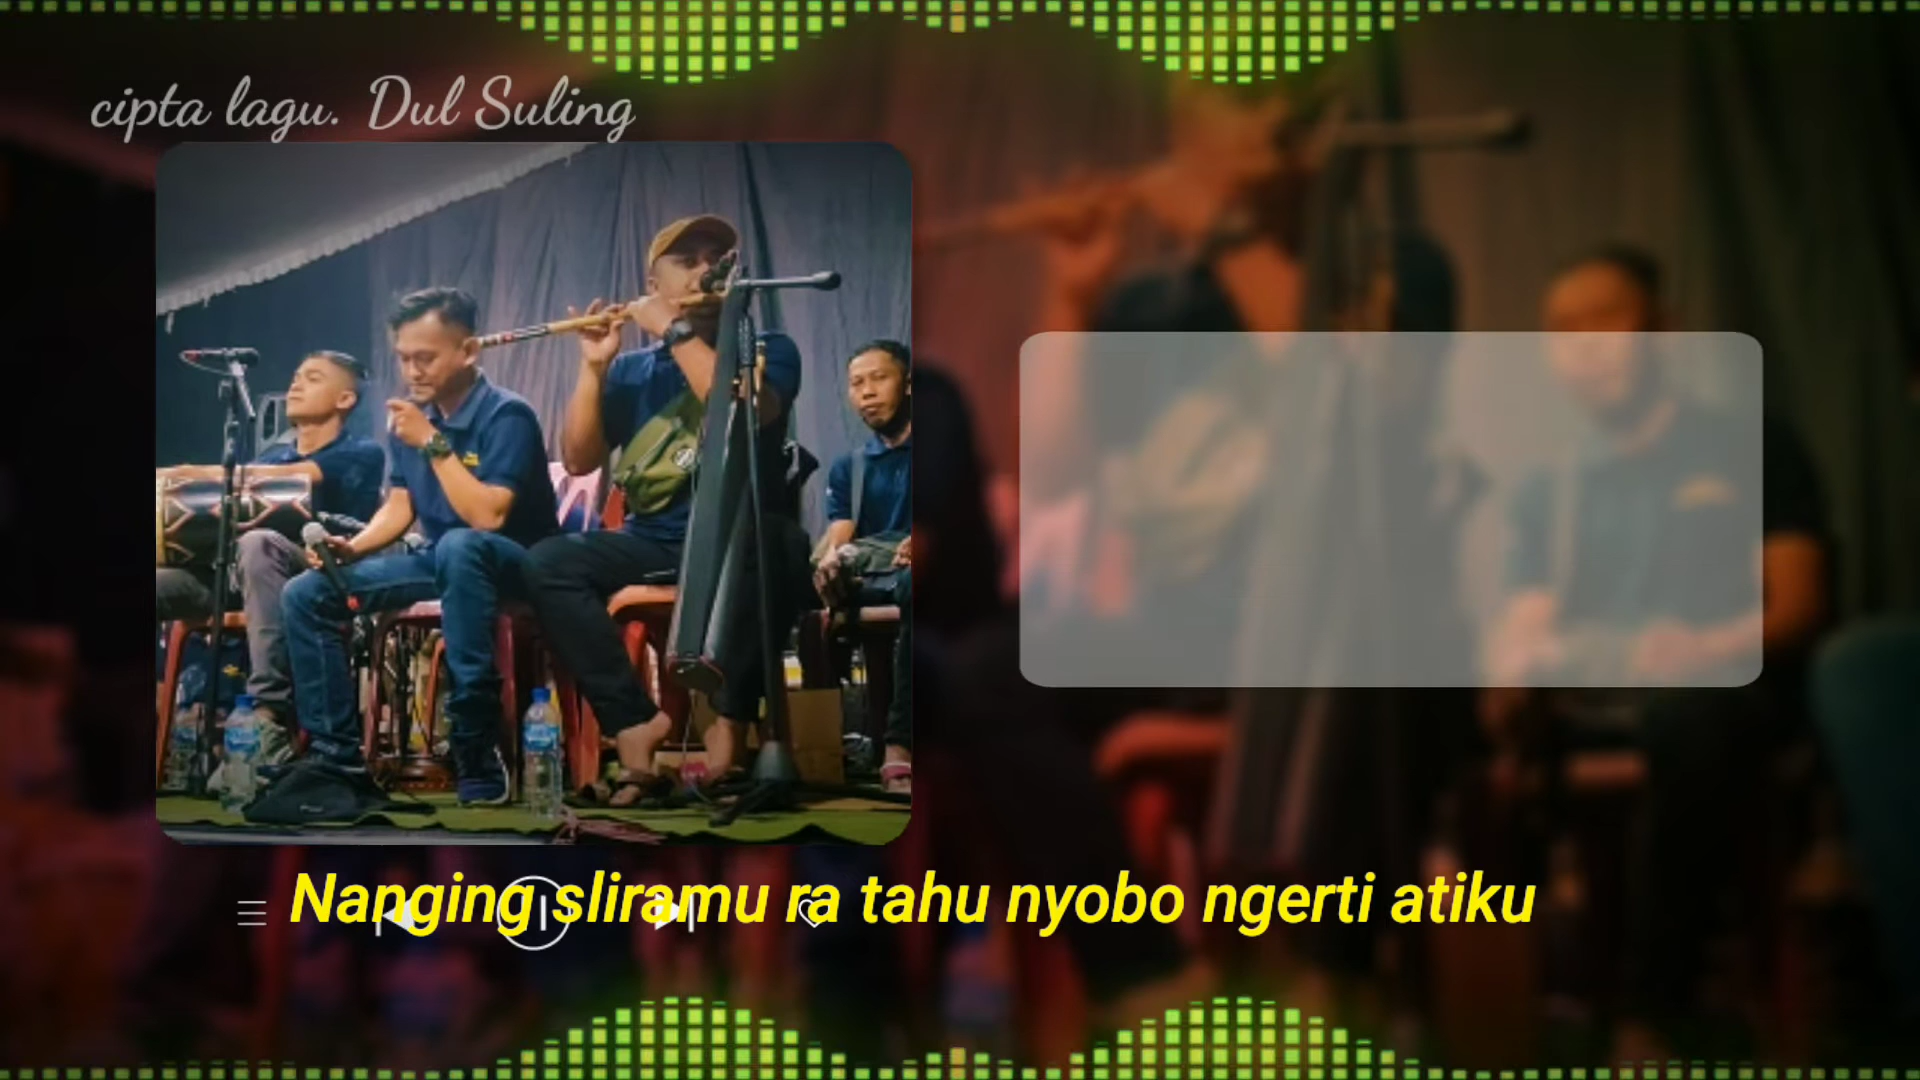 cipta lagu. Dul Suling
Nanging sliramu ra tahu nyobo ngerti atiku